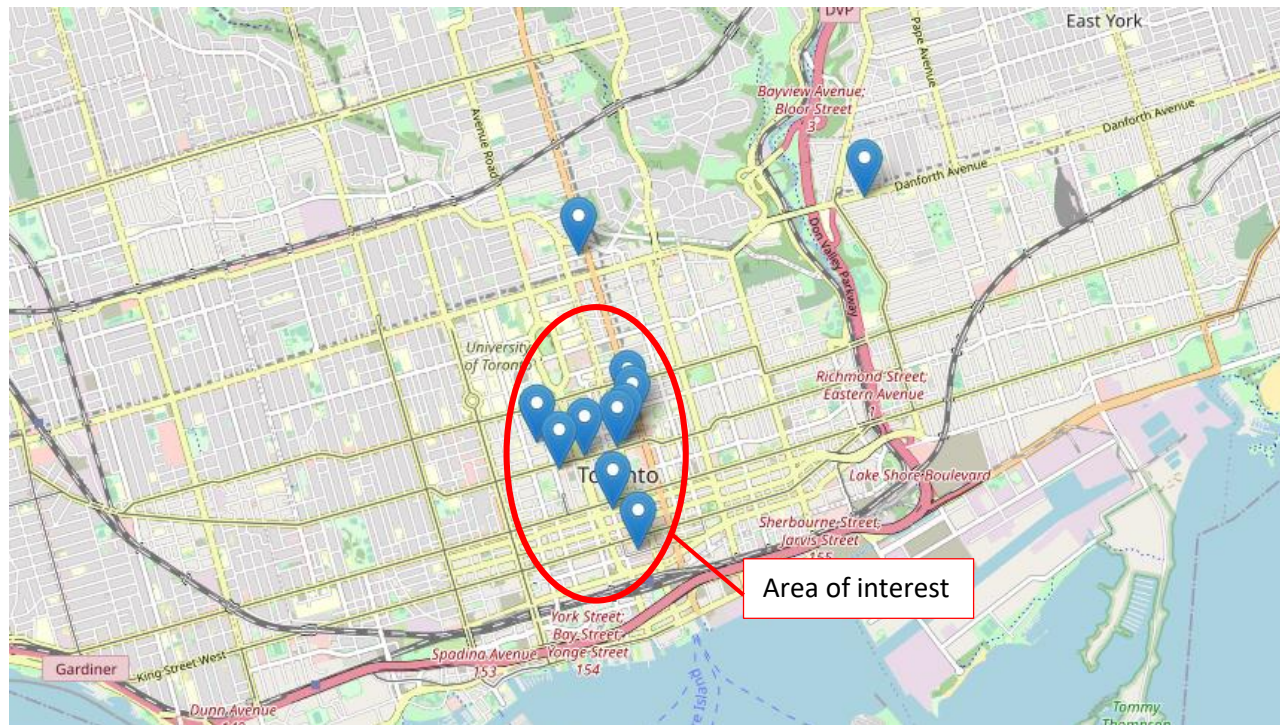 DVP
East York
Pape Avenue
Bayview Avenue;
Bloor Street
3
Danforth Avenue
Avenue Road
Danforth Avenue
Don Valley Parkway
University
of Toronto
Richmond Street;
Eastern Avenue
1
Toronto
Lake Shore Boulevard
Sherbourne Street;
Jarvis Street
155
Area of interest
York Street;
Bay Street;
Yonge Street
154
Spadina Avenue
153
King Street West
Gardiner
Dunn Avenue
Tommy
Thompson